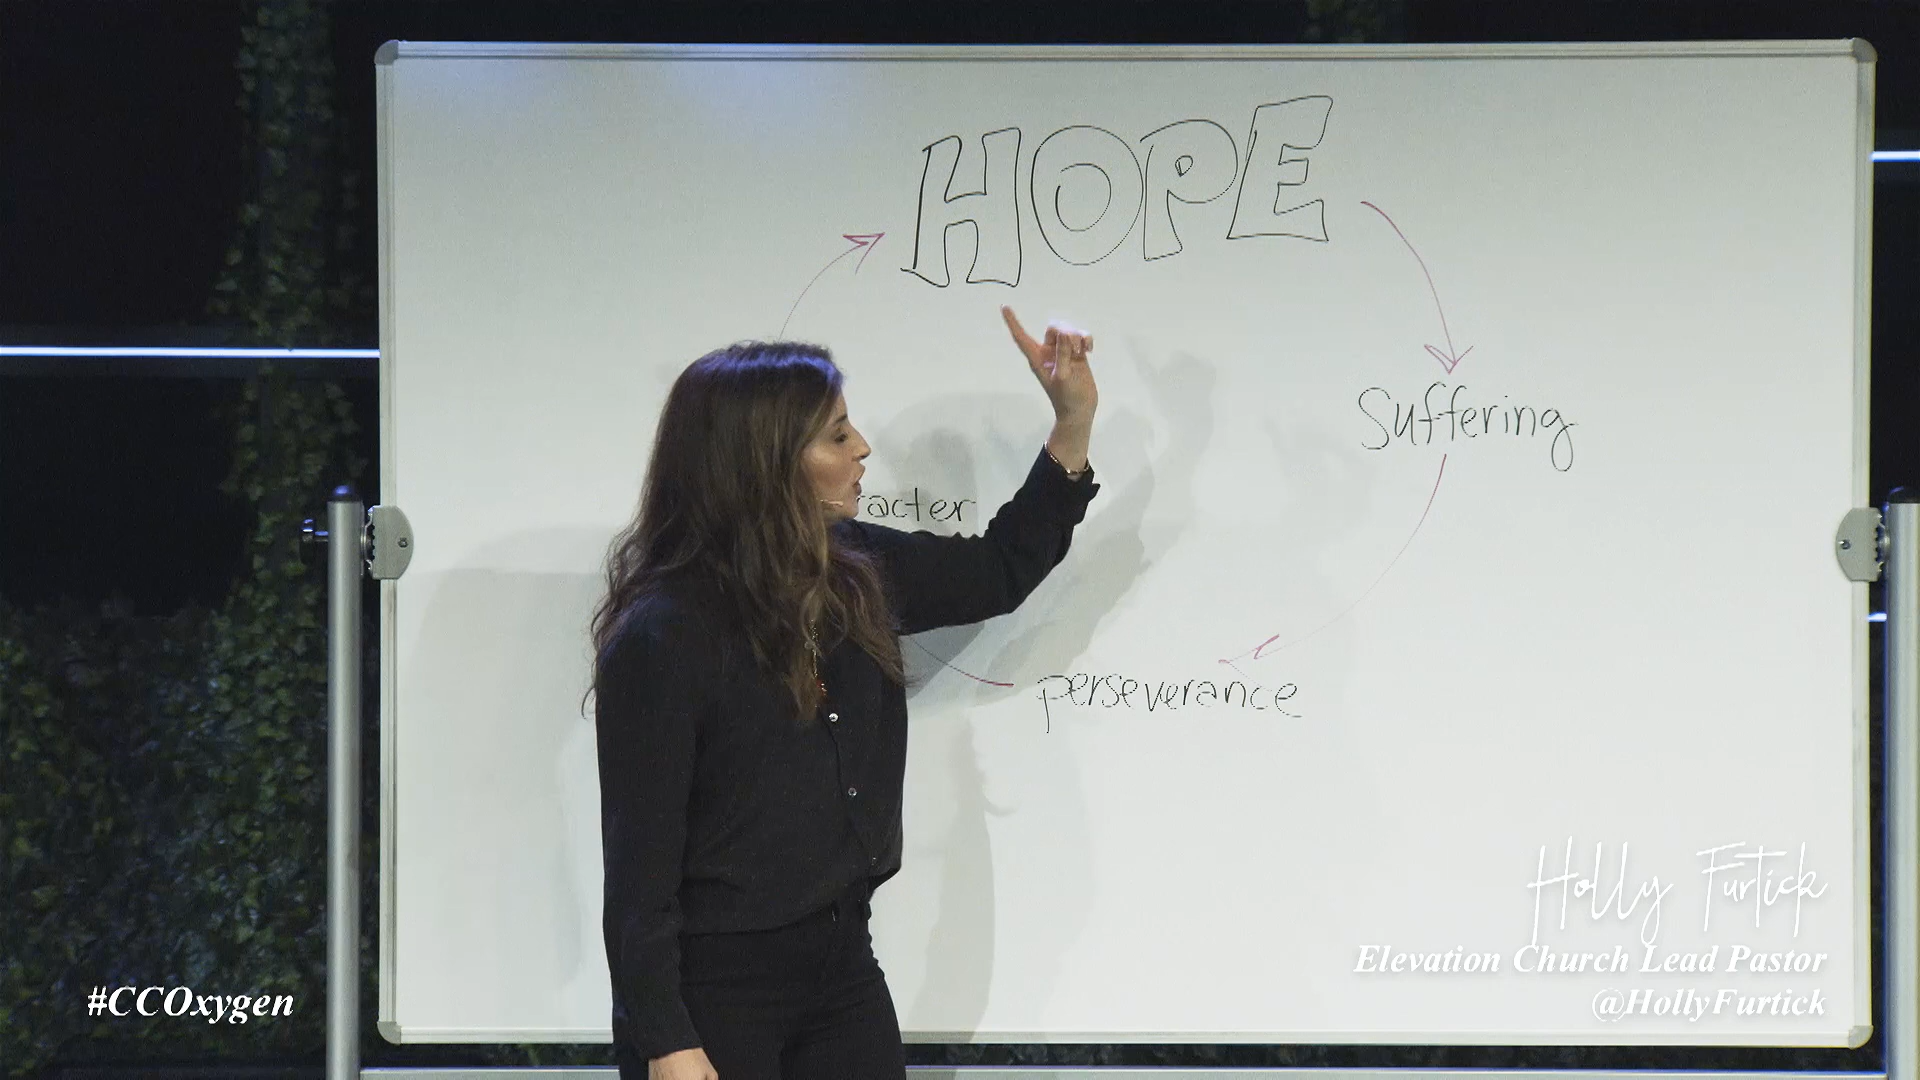 HOPE
Suffering
racter
perseverance
Holly Furtick
Elevation Church Lead Pastor
@HollyFurtick
#CCOxygen